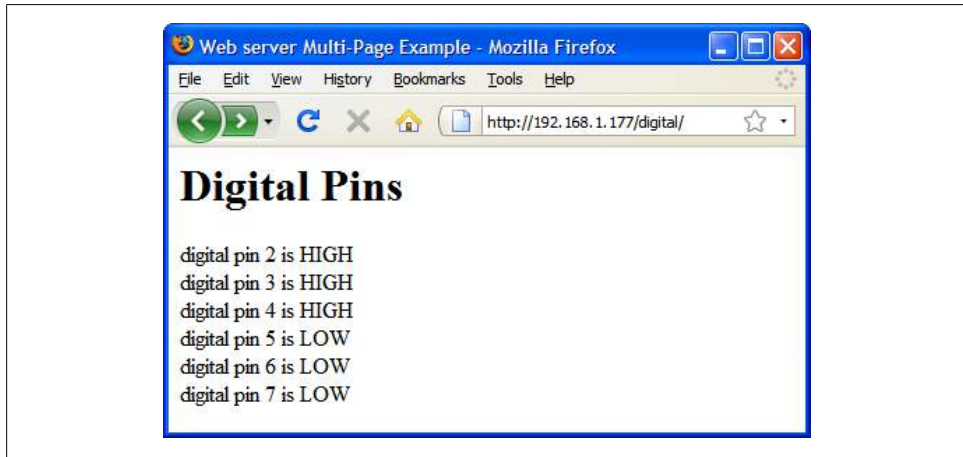 Web server Multi-Page Example - Mozilla Firefox
File Edit View History Bookmarks Tools Help
http://192.168.1.177/digital/
Digital Pins
digital pin 2 is HIGH
digital pin 3 is HIGH
digital pin 4 is HIGH
digital pin 5 is LOW
digital pin 6 is LOW
digital pin 7 is LOW